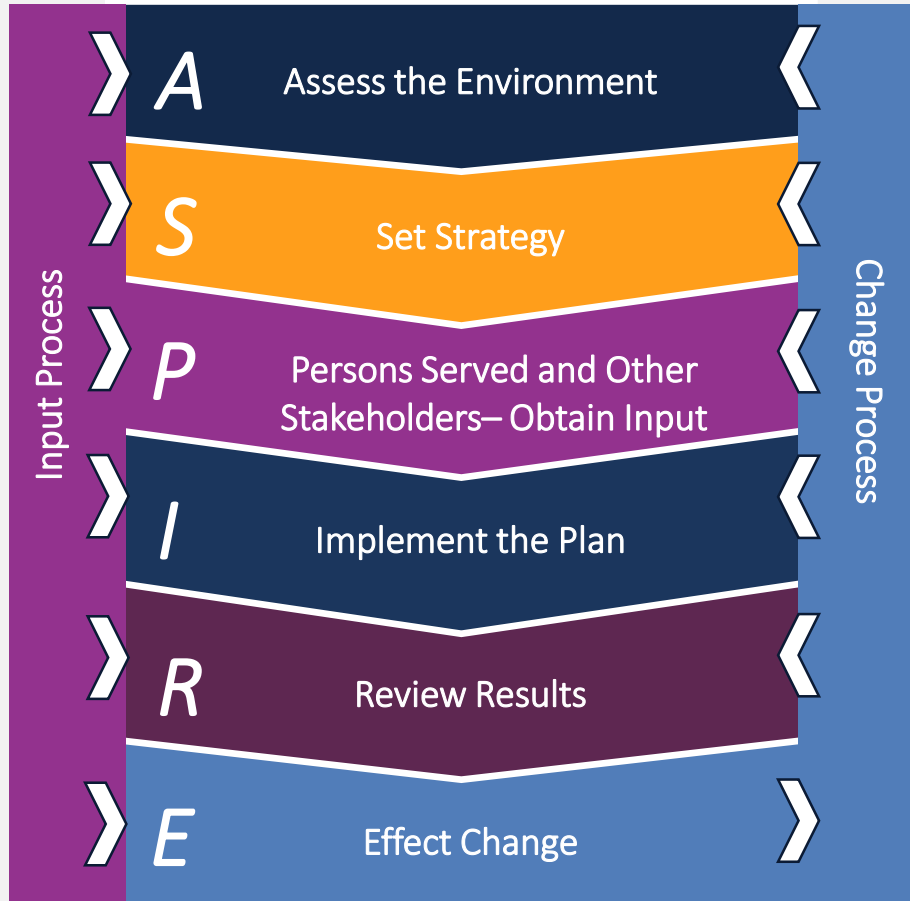 A
Assess the Environment
S
Set Strategy
P
Persons Served and Other
Stakeholders– Obtain Input
I
Implement the Plan
R
Review Results
E
Effect Change
Input Process
Change Process